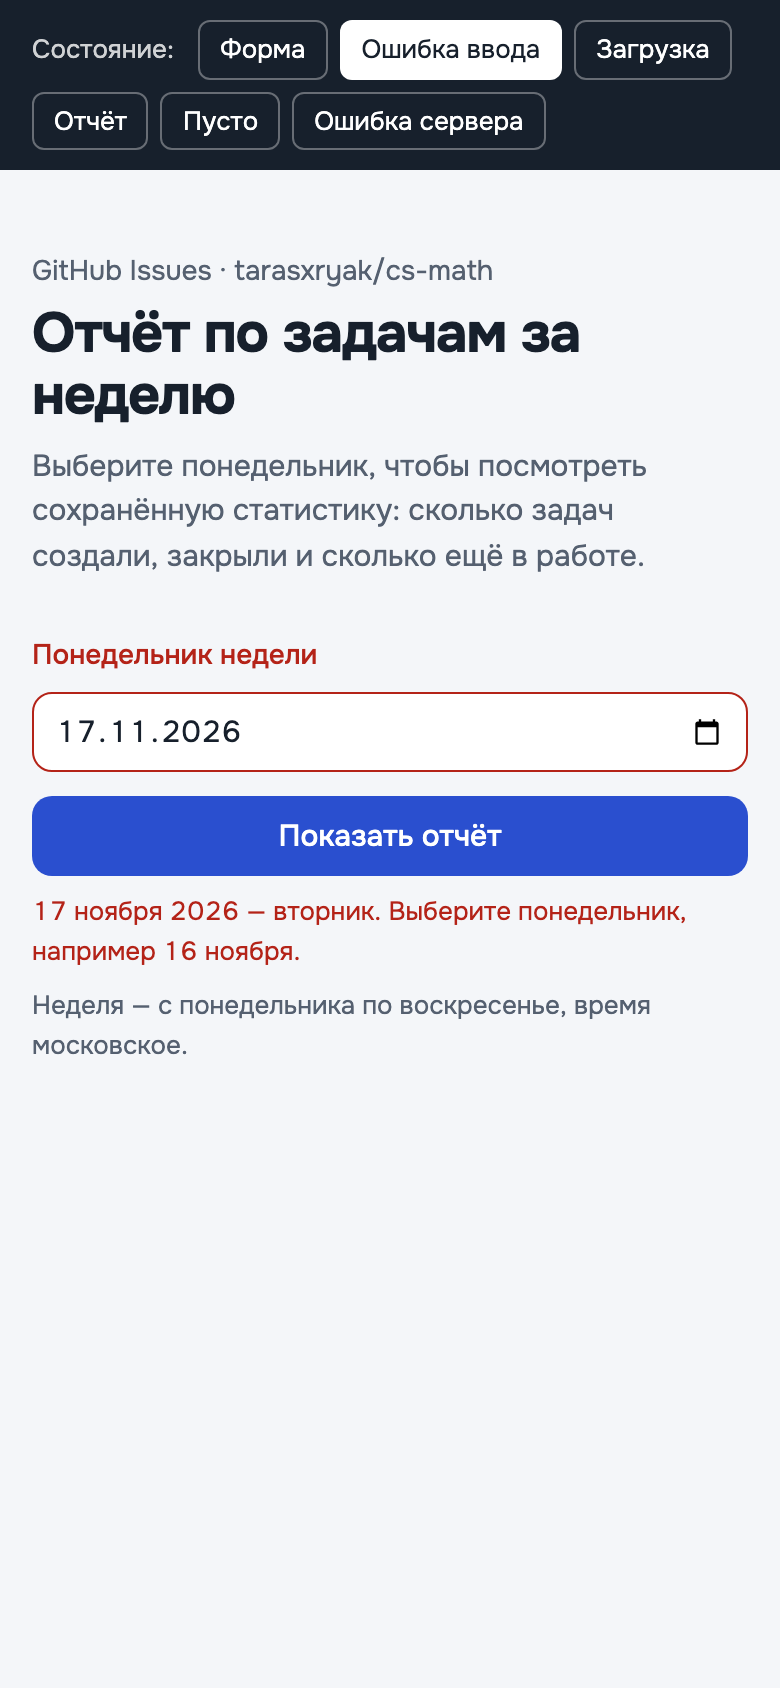 Состояние: Форма Ошибка ввода Загрузка
Отчёт Пусто Ошибка сервера
GitHub Issues · tarasxryak/cs-math
Отчёт по задачам за
неделю
Выберите понедельник, чтобы посмотреть
сохранённую статистику: сколько задач
создали, закрыли и сколько ещё в работе.
Понедельник недели
17.11.2026
Показать отчёт
17 ноября 2026 — вторник. Выберите понедельник,
например 16 ноября.
Неделя — с понедельника по воскресенье, время
московское.